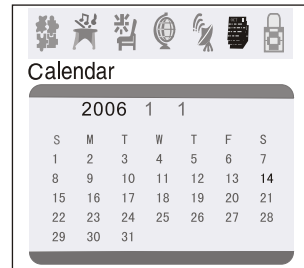 Calendar
2006 1 1
S M T W T F S
1 2 3 4 5 6 7
8 9 10 11 12 13 14
15 16 17 18 19 20 21
22 23 24 25 26 27 28
29 30 31